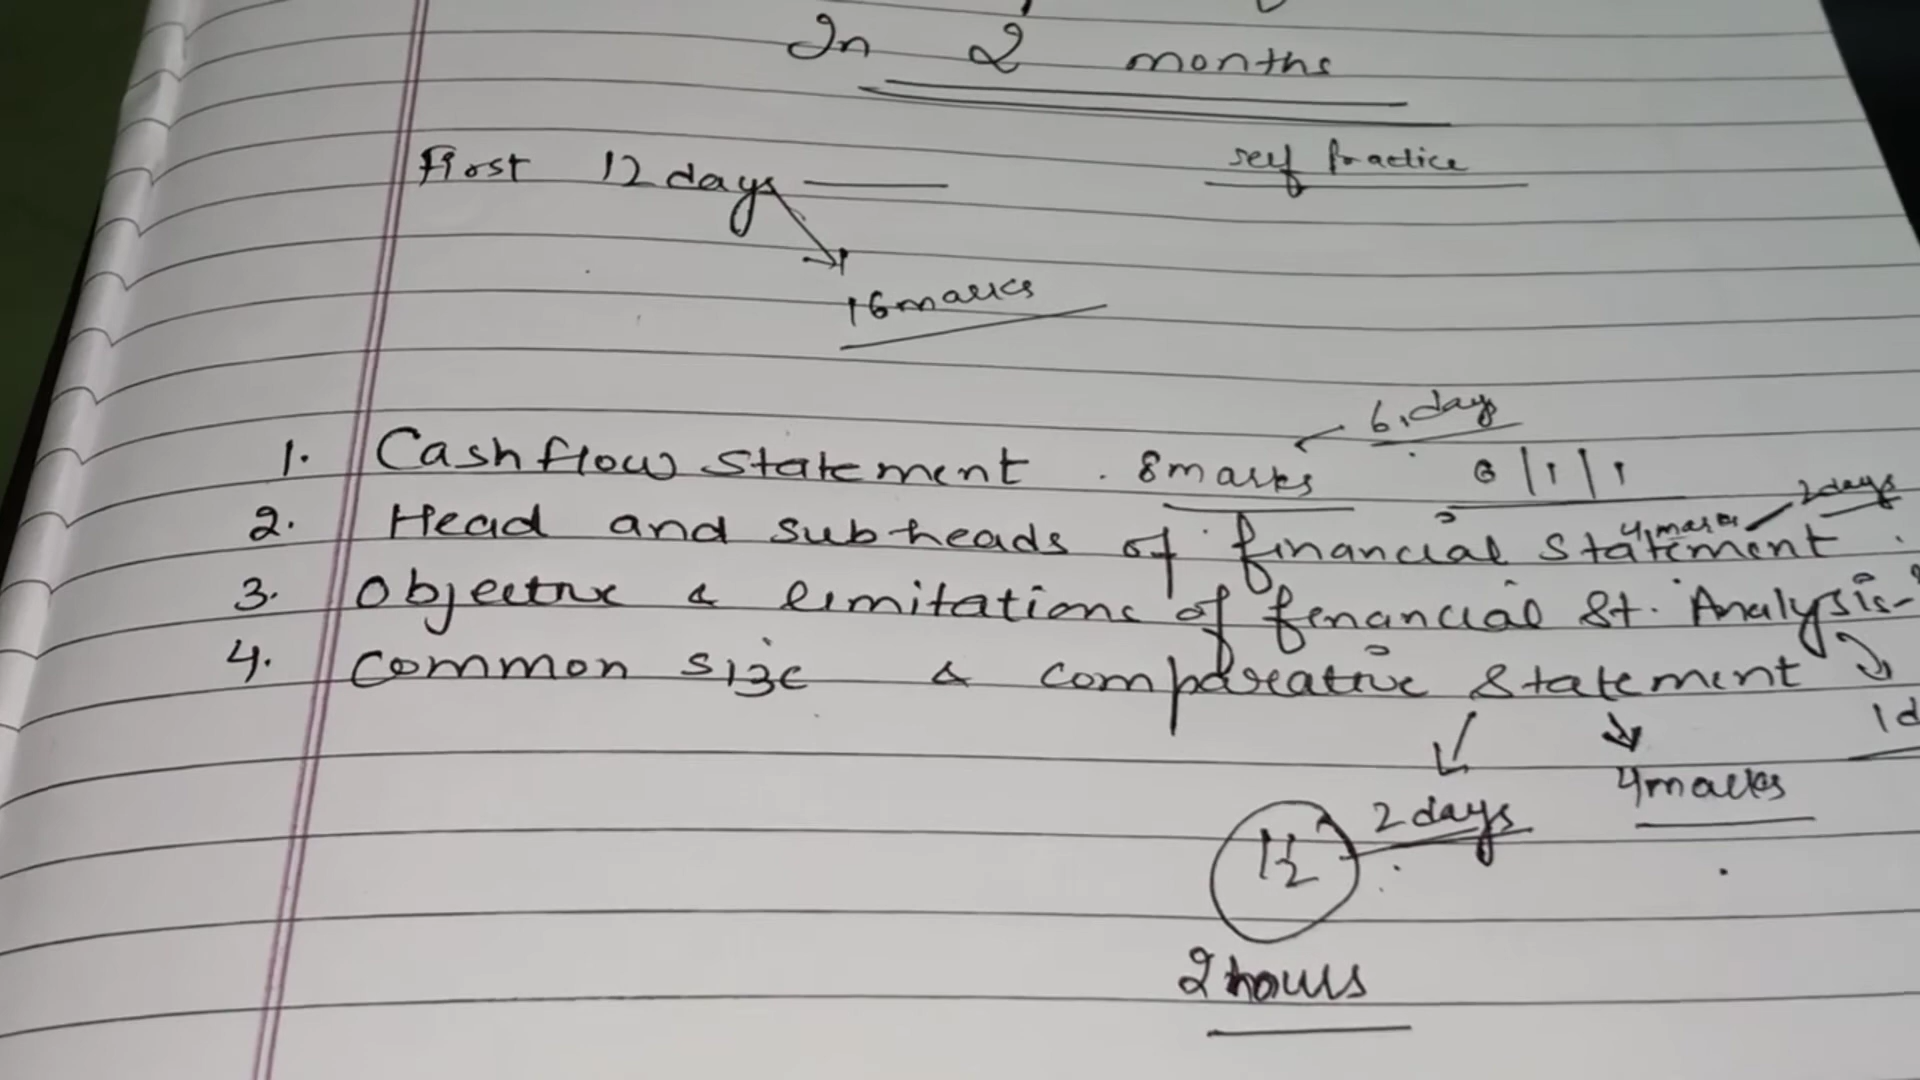 In 2 months
First 12 days
self Practice
16 marks
6 days
1. Cashflow statement. 8 marks
6 | 1 | 1
2 days
4 marks
2. Head and subheads of financial statement.
3. Objective & limitations of financial St. Analysis-
4. Common size & comparative statement
1d
2 days
4 marks
12
2 hours